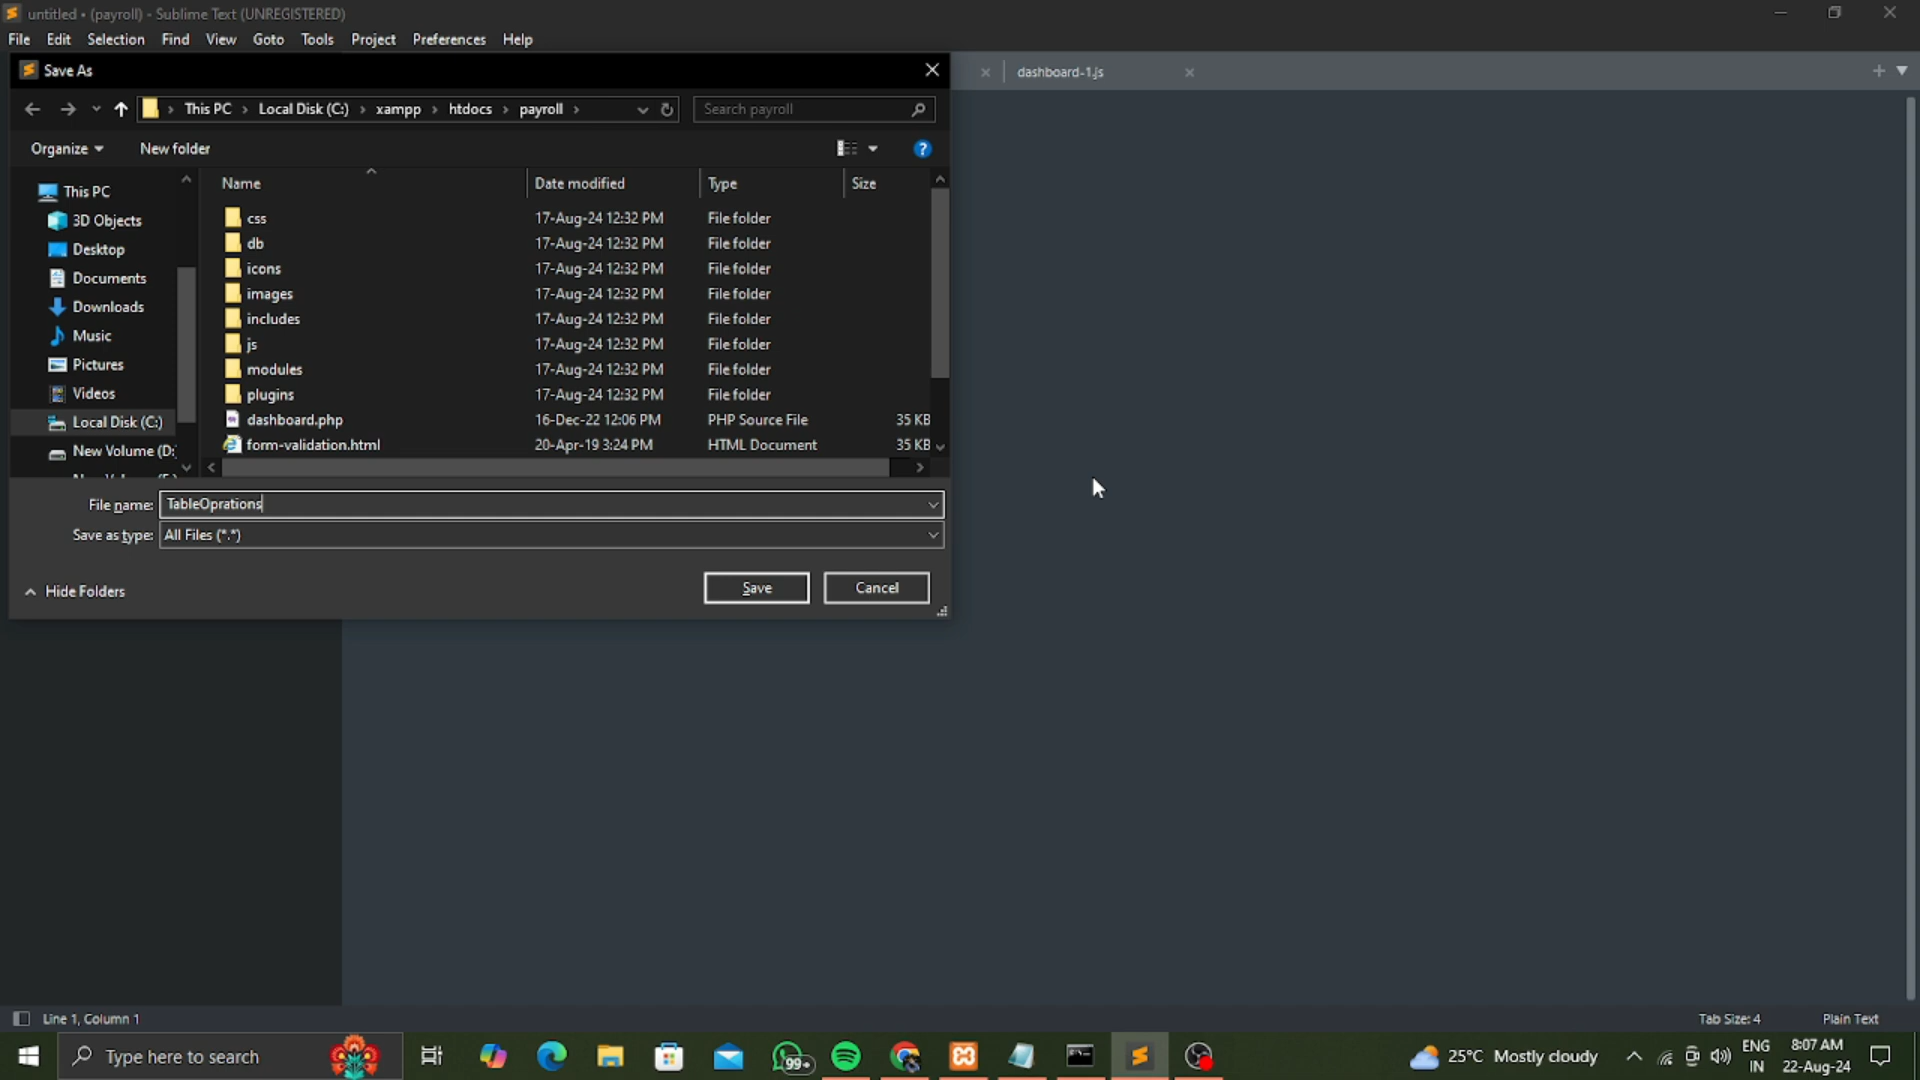 untitled • (payroll) - Sublime Text (UNREGISTERED)
File Edit Selection Find View Goto Tools Project Preferences Help
Save As
dashboard-1.js
This PC > Local Disk (C:) > xampp > htdocs > payroll >
Search payroll
Organize New folder
Name Date modified Type Size
This PC
3D Objects
Desktop
Documents
Downloads
Music
Pictures
Videos
Local Disk (C:)
New Volume (D:
css 17-Aug-24 12:32 PM File folder
db 17-Aug-24 12:32 PM File folder
icons 17-Aug-24 12:32 PM File folder
images 17-Aug-24 12:32 PM File folder
includes 17-Aug-24 12:32 PM File folder
js 17-Aug-24 12:32 PM File folder
modules 17-Aug-24 12:32 PM File folder
plugins 17-Aug-24 12:32 PM File folder
dashboard.php 16-Dec-22 12:06 PM PHP Source File 35 KB
form-validation.html 20-Apr-19 3:24 PM HTML Document 35 KB
File name: TableOprations
Save as type: All Files (*.*)
Hide Folders
Save Cancel
Line 1, Column 1
Tab Size: 4 Plain Text
Type here to search
99+
25°C Mostly cloudy
ENG
IN
8:07 AM
22-Aug-24